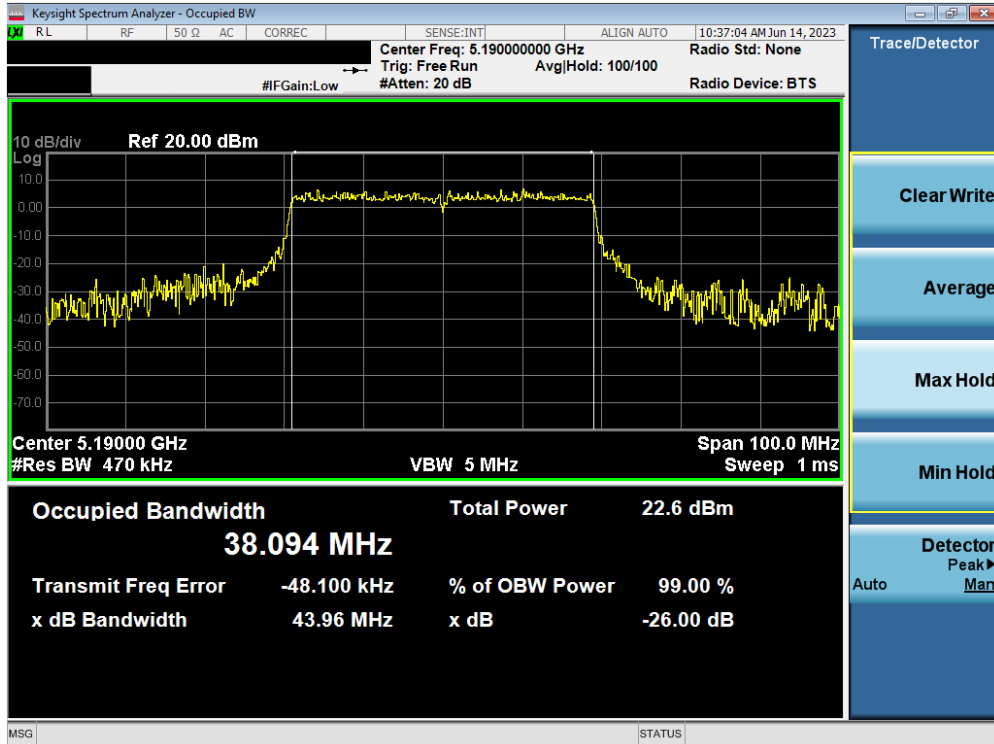 Keysight Spectrum Analyzer - Occupied BW
LXI RL RF 50 Ω AC CORREC SENSE:INT ALIGN AUTO 10:37:04 AM Jun 14, 2023
Center Freq: 5.190000000 GHz Radio Std: None
Trig: Free Run Avg|Hold: 100/100
#IFGain:Low #Atten: 20 dB Radio Device: BTS
Trace/Detector
10 dB/div Ref 20.00 dBm
Log
10.0
0.00
-10.0
-20.0
-30.0
-40.0
-50.0
-60.0
-70.0
Center 5.19000 GHz Span 100.0 MHz
#Res BW 470 kHz VBW 5 MHz Sweep 1 ms
Occupied Bandwidth Total Power 22.6 dBm
38.094 MHz
Transmit Freq Error -48.100 kHz % of OBW Power 99.00 %
x dB Bandwidth 43.96 MHz x dB -26.00 dB
Clear Write
Average
Max Hold
Min Hold
Detector
Peak▶
Auto Man
MSG STATUS